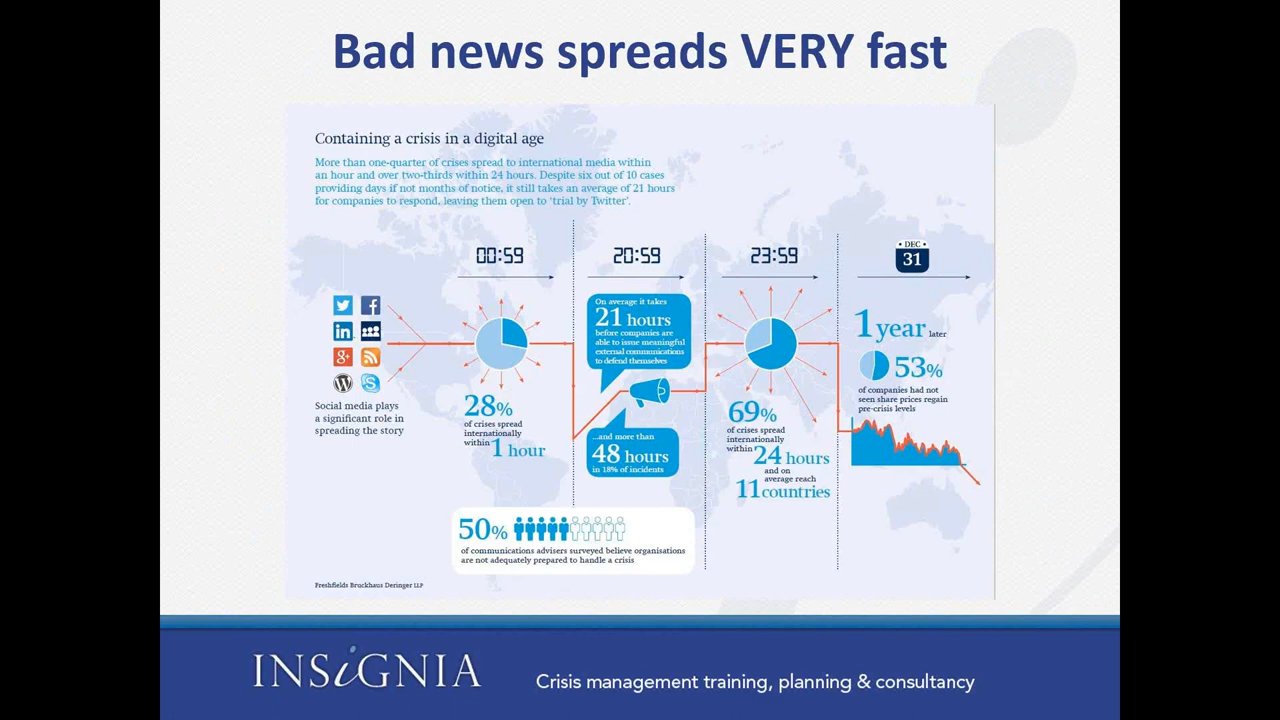 Bad news spreads VERY fast
Containing a crisis in a digital age
More than one-quarter of crises spread to international media within
an hour and over two-thirds within 24 hours. Despite six out of 10 cases
providing days if not months of notice, it still takes an average of 21 hours
for companies to respond, leaving them open to ‘trial by Twitter’.
Social media plays
a significant role in
spreading the story
00:59
28%
of crises spread
internationally
within 1 hour
20:59
On average it takes
21 hours
before companies are
able to issue meaningful
external communications
to defend themselves
...and more than
48 hours
in 18% of incidents
23:59
69%
of crises spread
internationally
within 24 hours
and on
average reach
11 countries
DEC
31
1 year later
53%
of companies had not
seen share prices regain
pre-crisis levels
50%
of communications advisers surveyed believe organisations
are not adequately prepared to handle a crisis
Freshfields Bruckhaus Deringer LLP
INSiGNIA
Crisis management training, planning & consultancy